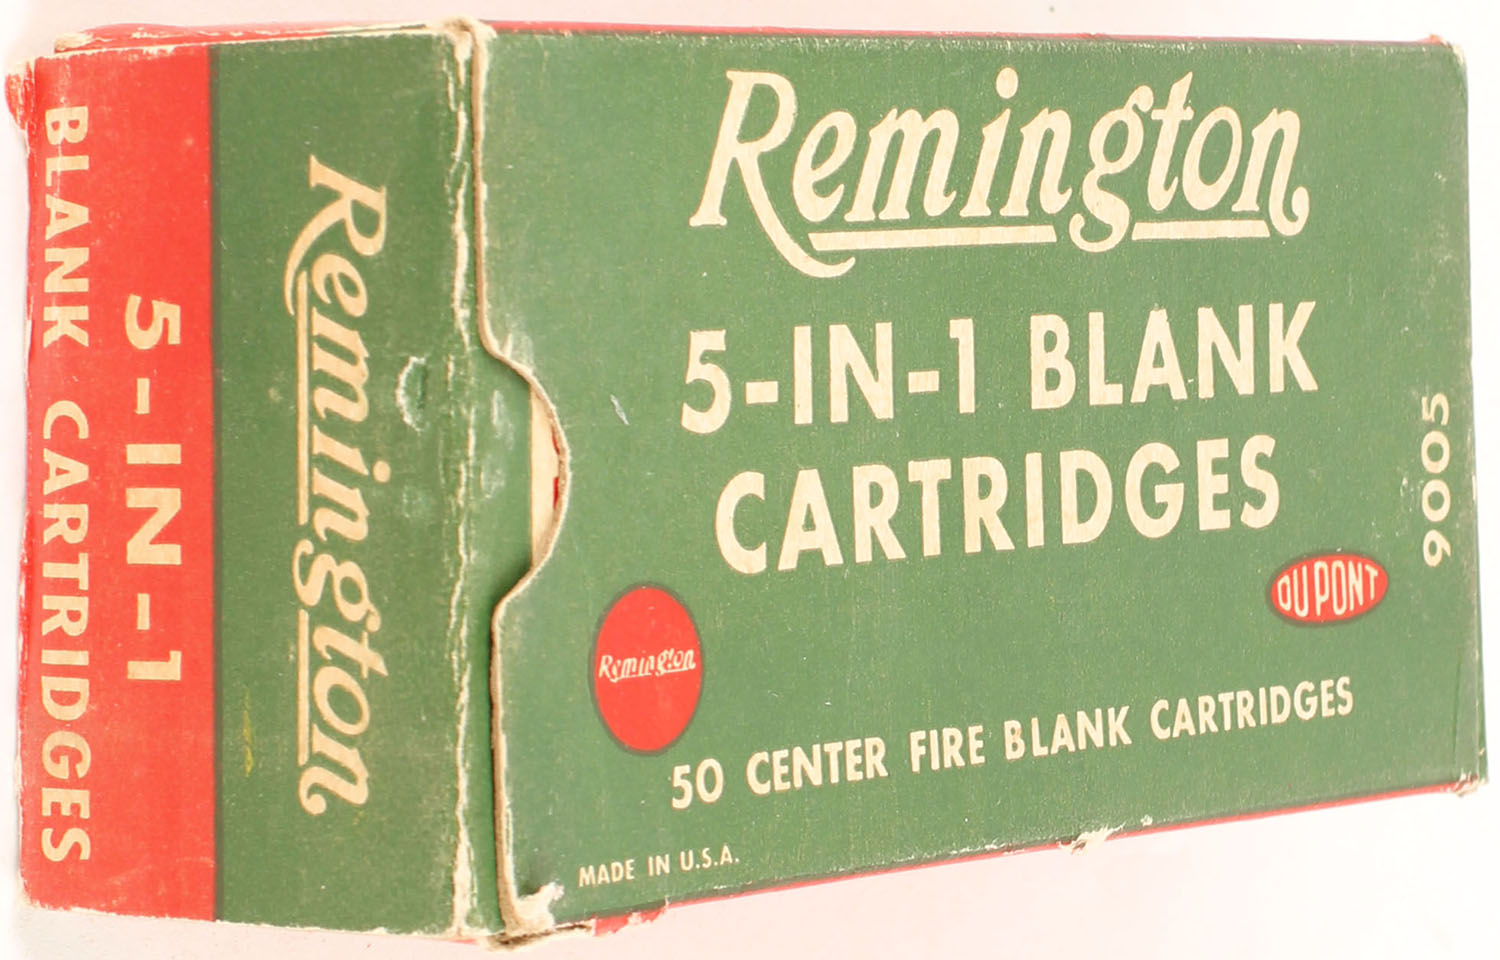 Remington
5-IN-1 BLANK
CARTRIDGES
DU PONT
Remington
50 CENTER FIRE BLANK CARTRIDGES
MADE IN U.S.A.
9005
Remington
5-IN-1
BLANK CARTRIDGES